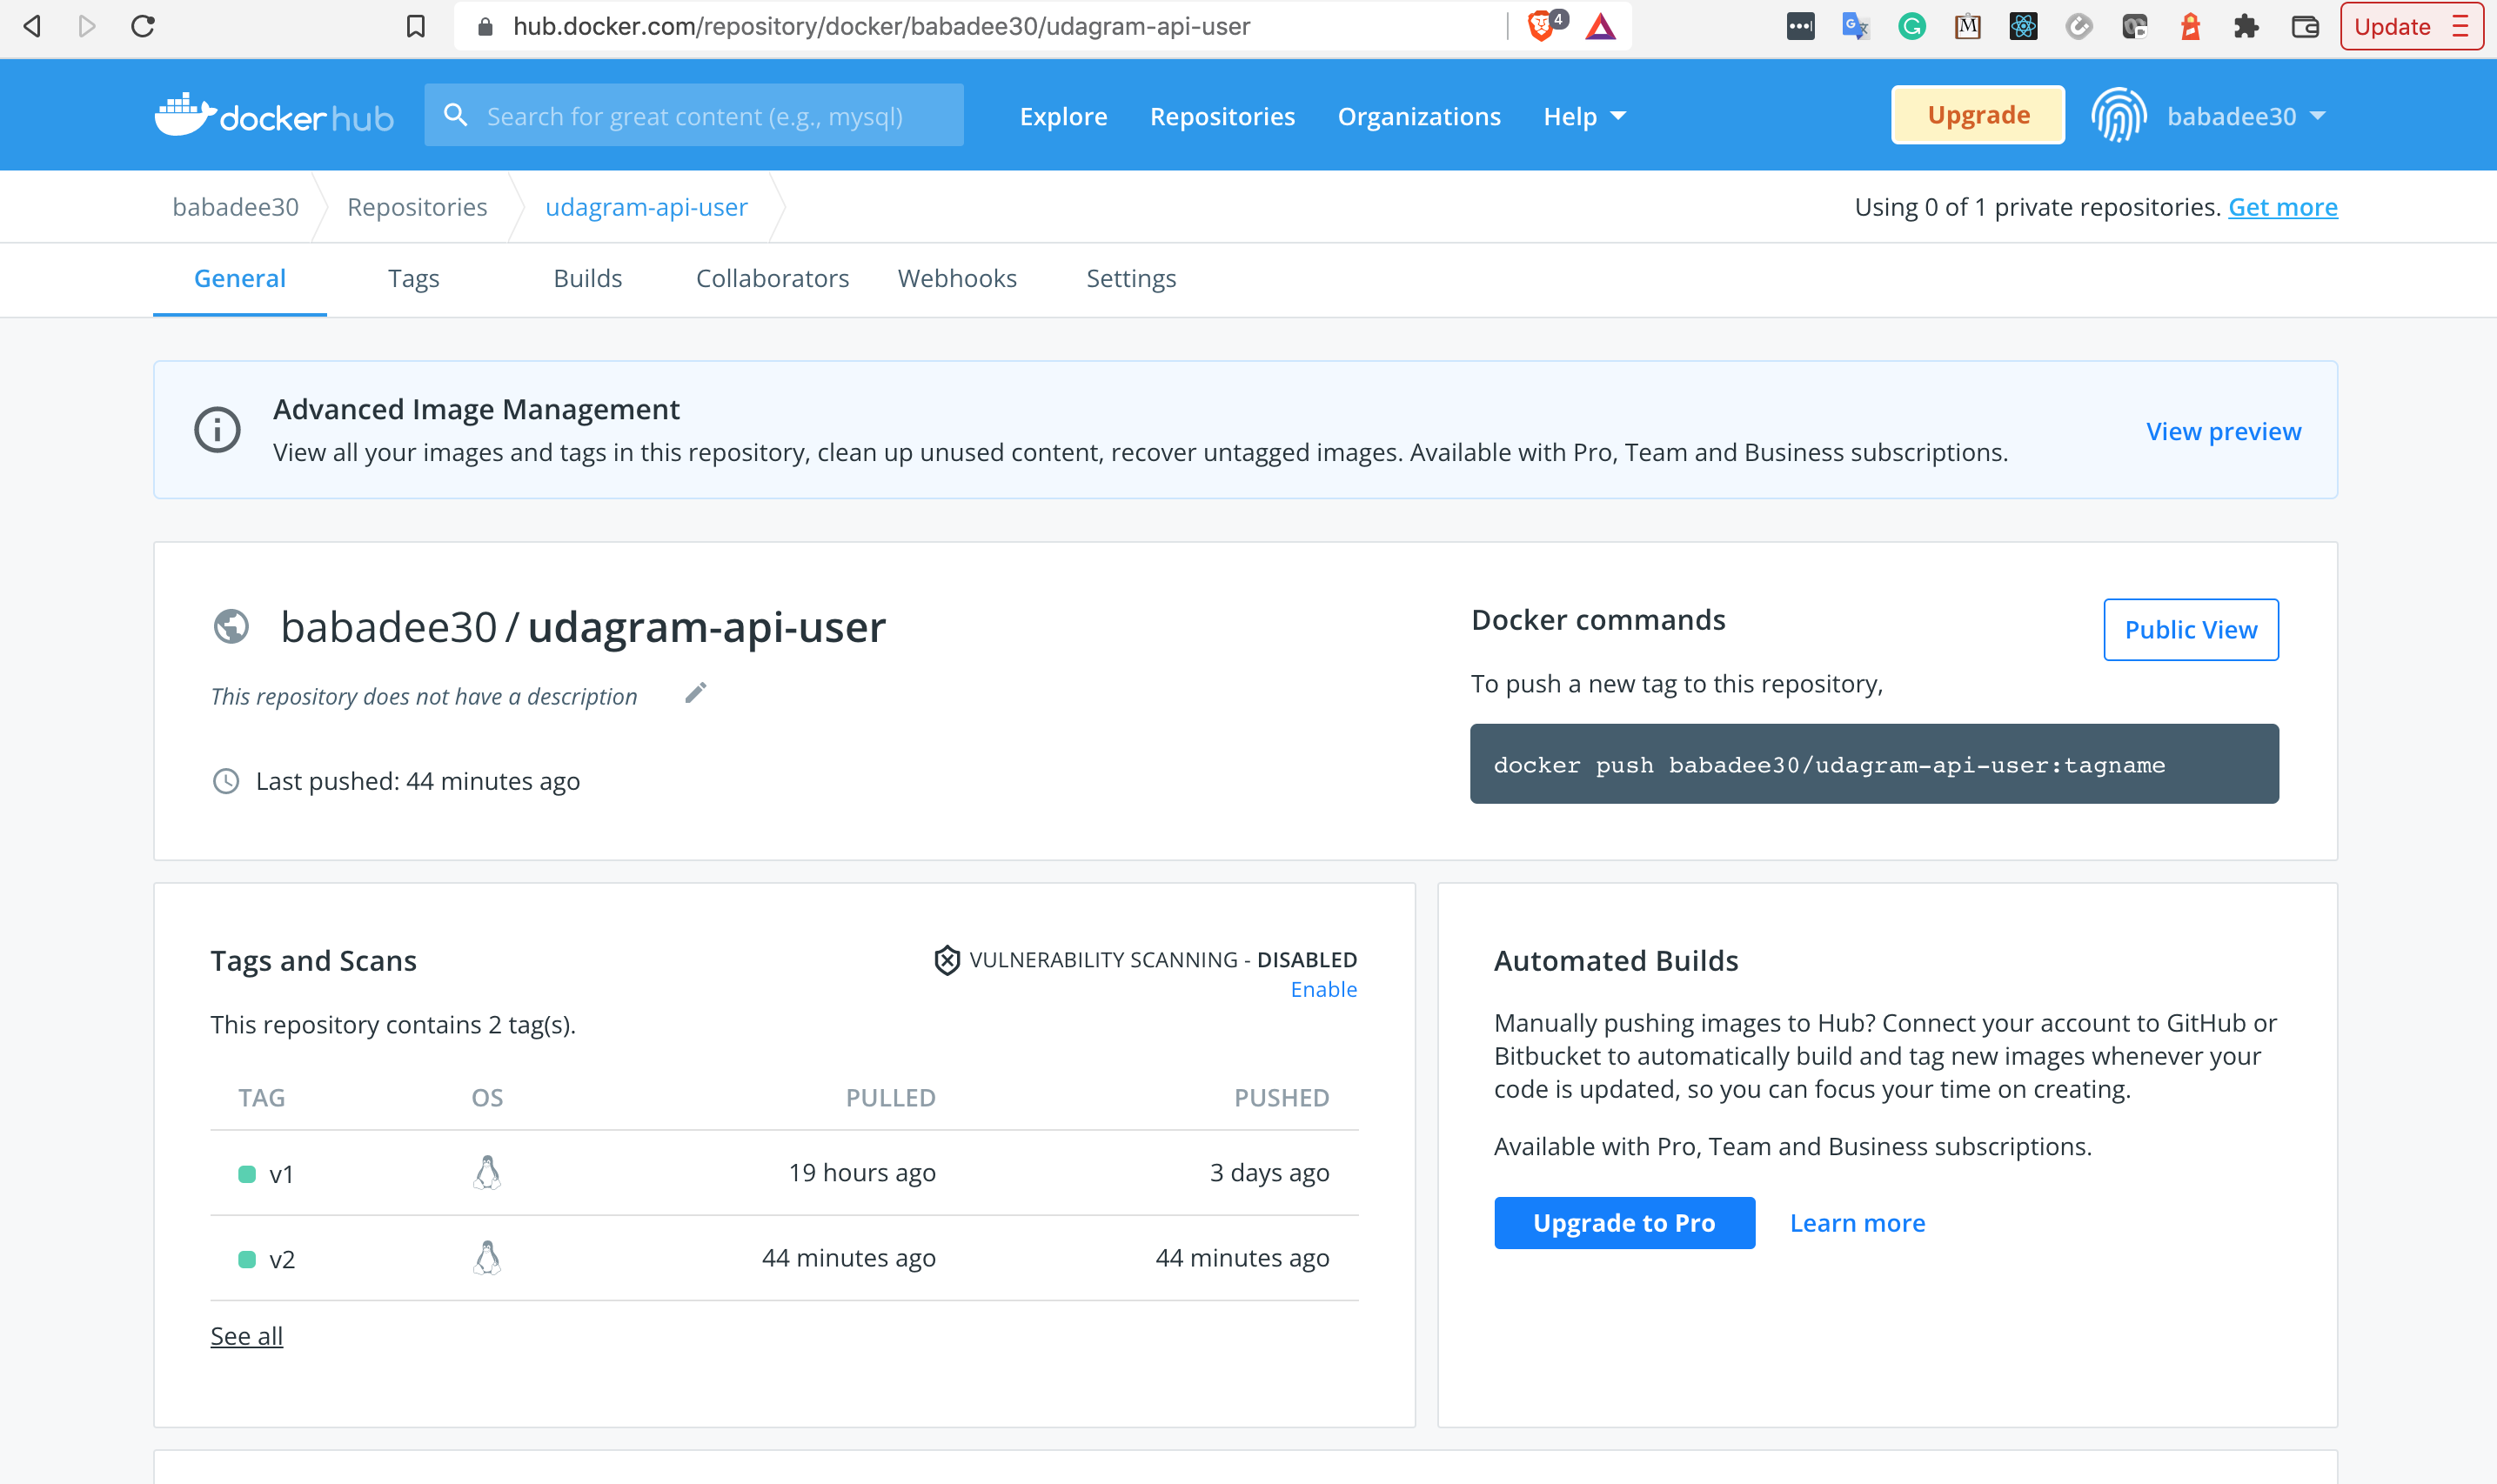 hub.docker.com/repository/docker/babadee30/udagram-api-user
4
Update
dockerhub
Search for great content (e.g., mysql)
Explore
Repositories
Organizations
Help
Upgrade
babadee30
babadee30
Repositories
udagram-api-user
Using 0 of 1 private repositories. Get more
General
Tags
Builds
Collaborators
Webhooks
Settings
Advanced Image Management
View all your images and tags in this repository, clean up unused content, recover untagged images. Available with Pro, Team and Business subscriptions.
View preview
babadee30 / udagram-api-user
This repository does not have a description
Last pushed: 44 minutes ago
Docker commands
Public View
To push a new tag to this repository,
docker push babadee30/udagram-api-user:tagname
Tags and Scans
VULNERABILITY SCANNING - DISABLED
Enable
This repository contains 2 tag(s).
TAG OS PULLED PUSHED
v1 19 hours ago 3 days ago
v2 44 minutes ago 44 minutes ago
See all
Automated Builds
Manually pushing images to Hub? Connect your account to GitHub or
Bitbucket to automatically build and tag new images whenever your
code is updated, so you can focus your time on creating.
Available with Pro, Team and Business subscriptions.
Upgrade to Pro
Learn more